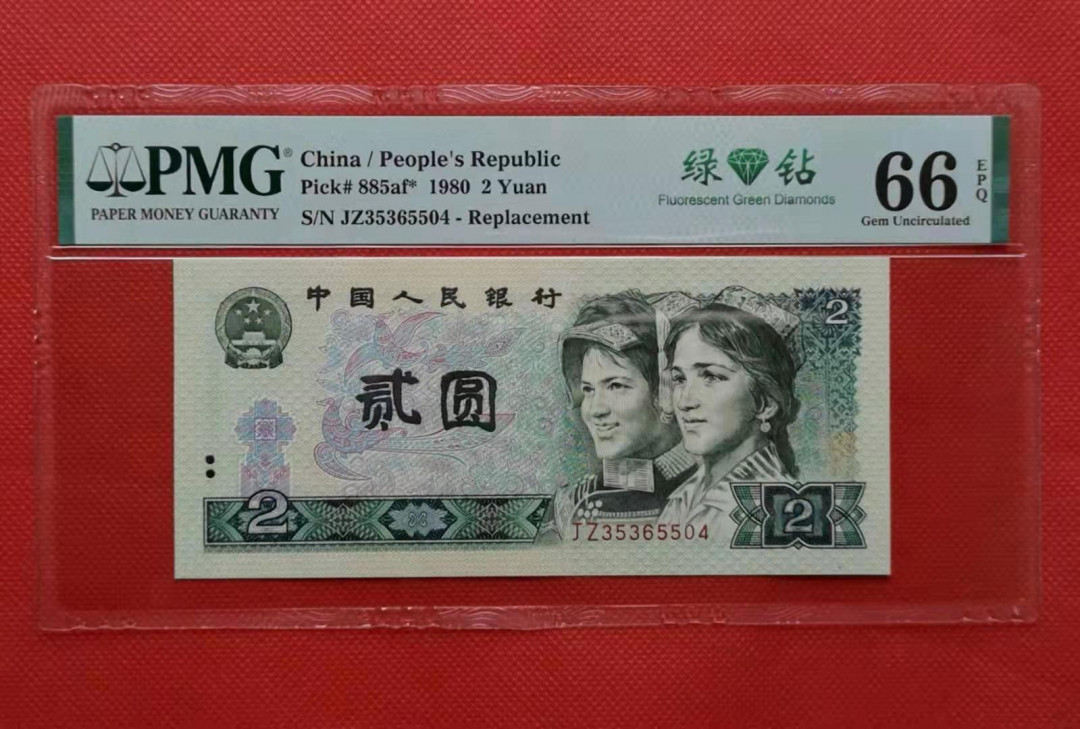 PMG®
PAPER MONEY GUARANTY
China / People's Republic
Pick# 885af* 1980 2 Yuan
S/N JZ35365504 - Replacement
绿 钻
Fluorescent Green Diamonds
66
Gem Uncirculated
EPQ
中国人民银行
2
贰圆
2
JZ35365504
2